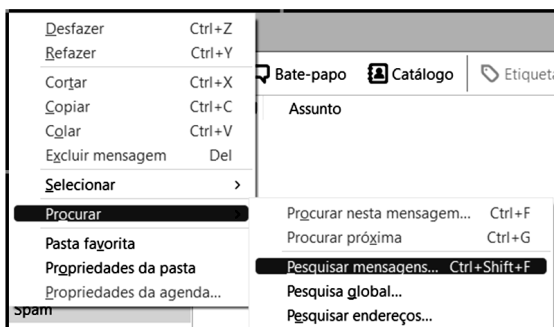 Desfazer Ctrl+Z
Refazer Ctrl+Y
Cortar Ctrl+X
Copiar Ctrl+C
Colar Ctrl+V
Excluir mensagem Del
Selecionar >
Procurar >
Pasta favorita
Propriedades da pasta
Propriedades da agenda...
Spam
Bate-papo Catálogo Etiqueta
Assunto
Procurar nesta mensagem... Ctrl+F
Procurar próxima Ctrl+G
Pesquisar mensagens... Ctrl+Shift+F
Pesquisa global...
Pesquisar endereços...